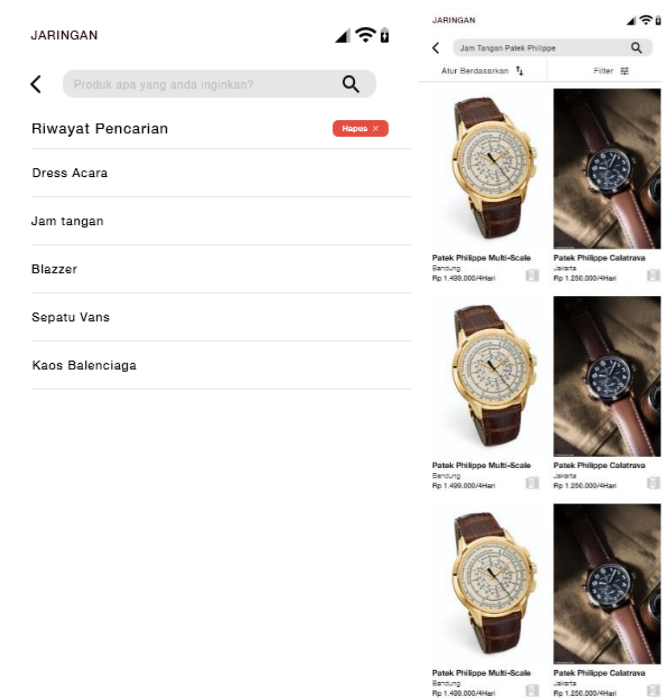 JARINGAN
Produk apa yang anda inginkan?
Riwayat Pencarian
Hapus ×
Dress Acara
Jam tangan
Blazzer
Sepatu Vans
Kaos Balenciaga
JARINGAN
Jam Tangan Patek Philippe
Atur Berdasarkan
Filter
Patek Philippe Multi-Scale
Bandung
Rp 1.499.000/4Hari
Patek Philippe Calatrava
Jakarta
Rp 1.250.000/4Hari
Patek Philippe Multi-Scale
Bandung
Rp 1.499.000/4Hari
Patek Philippe Calatrava
Jakarta
Rp 1.250.000/4Hari
Patek Philippe Multi-Scale
Bandung
Rp 1.499.000/4Hari
Patek Philippe Calatrava
Jakarta
Rp 1.250.000/4Hari